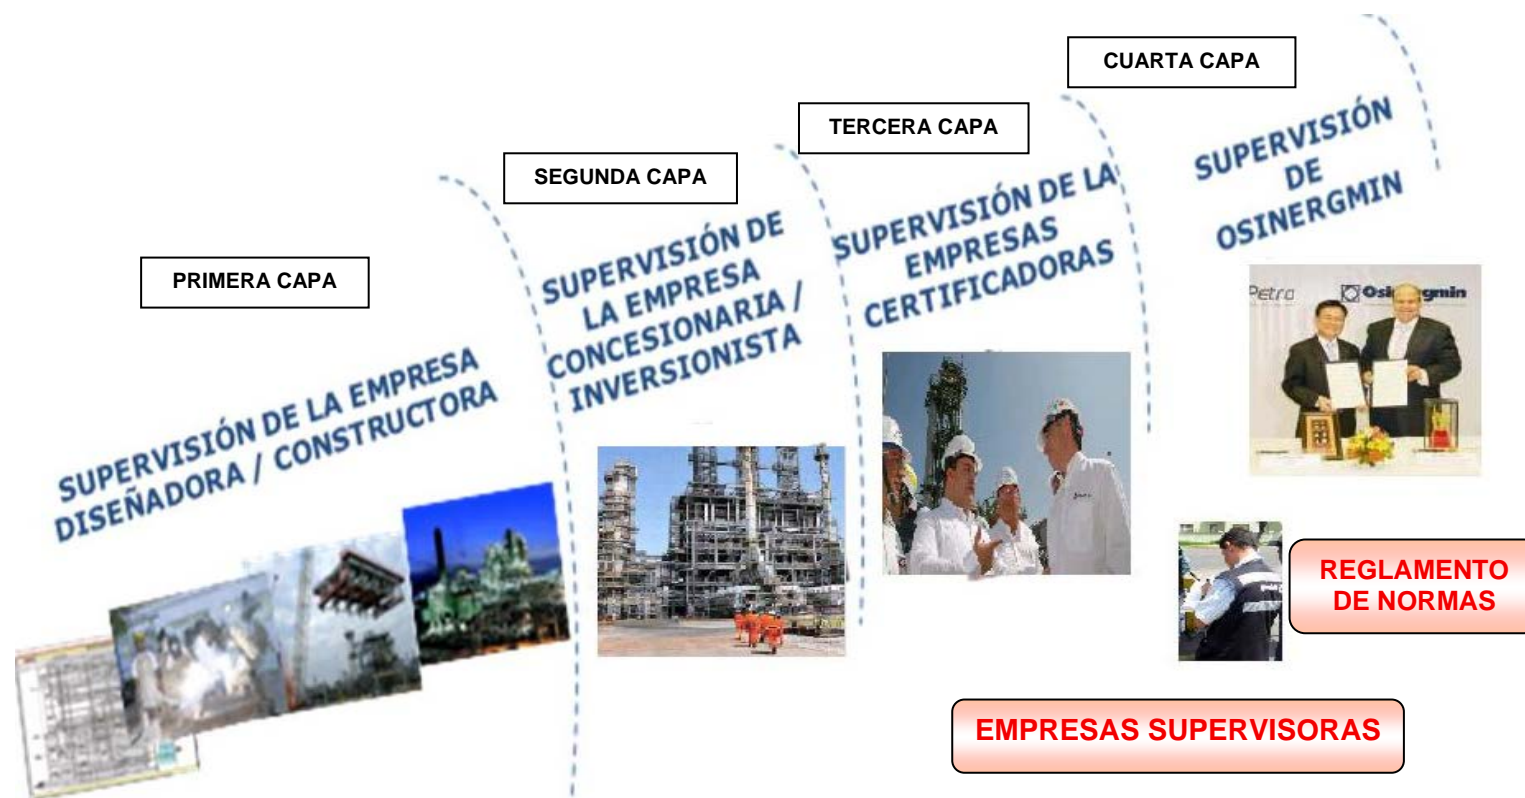 PRIMERA CAPA
SUPERVISIÓN DE LA EMPRESA
DISEÑADORA / CONSTRUCTORA
SEGUNDA CAPA
SUPERVISIÓN DE
LA EMPRESA
CONCESIONARIA /
INVERSIONISTA
TERCERA CAPA
SUPERVISIÓN DE LA
EMPRESAS
CERTIFICADORAS
CUARTA CAPA
SUPERVISIÓN
DE
OSINERGMIN
Petro
REGLAMENTO
DE NORMAS
EMPRESAS SUPERVISORAS